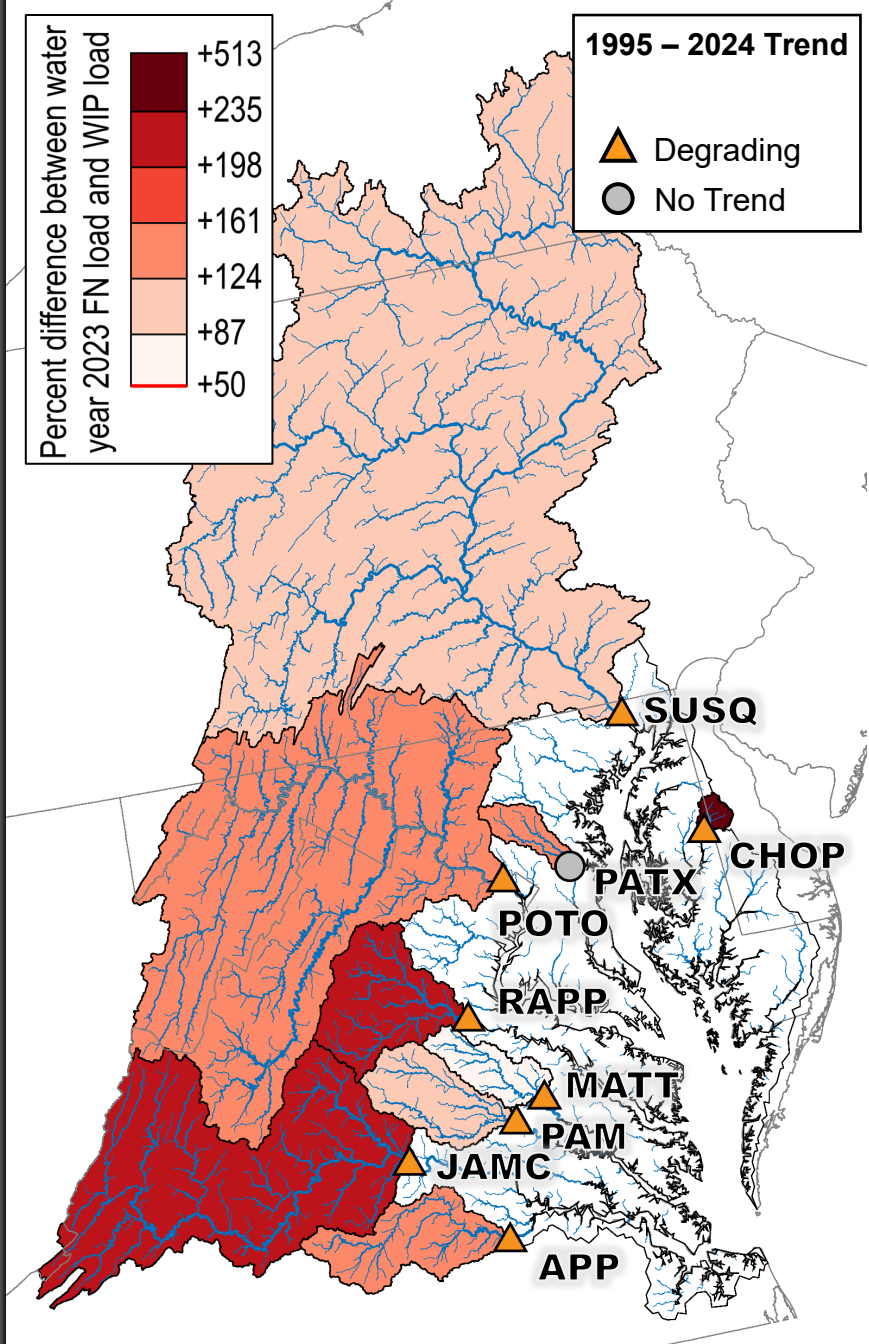 Percent difference between water
year 2023 FN load and WIP load
+513
+235
+198
+161
+124
+87
+50
1995 – 2024 Trend
Degrading
No Trend
SUSQ
CHOP
PATX
POTO
RAPP
MATT
PAM
JAMC
APP